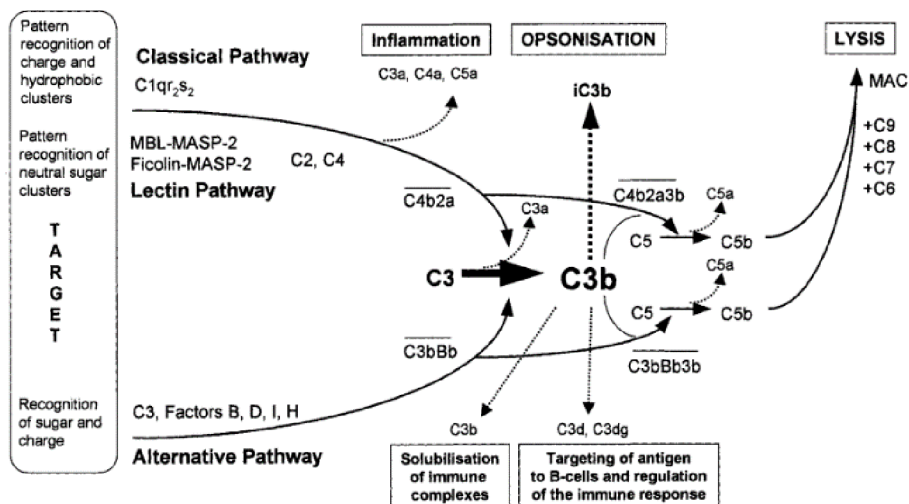 Pattern
recognition of
charge and
hydrophobic
clusters
Pattern
recognition of
neutral sugar
clusters
T
A
R
G
E
T
Recognition
of sugar and
charge
Classical Pathway
C1qr₂s₂
MBL-MASP-2
Ficolin-MASP-2
C2, C4
Lectin Pathway
C3, Factors B, D, I, H
Alternative Pathway
Inflammation
C3a, C4a, C5a
C4b2a
C3a
C3
C3bBb
OPSONISATION
iC3b
C3b
C4b2a3b
C5
C5a
C5b
C5
C5a
C5b
C3bBb3b
C3b
Solubilisation
of immune
complexes
C3d, C3dg
Targeting of antigen
to B-cells and regulation
of the immune response
LYSIS
MAC
+C9
+C8
+C7
+C6